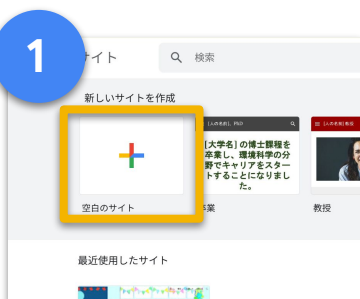 1
サイト
検索
新しいサイトを作成
[人の名前]、PhD
[大学名] の博士課程を
卒業し、環境科学の分
野でキャリアをスター
トすることになりまし
た。
[人の名前] 教授
空白のサイト
業
教授
最近使用したサイト